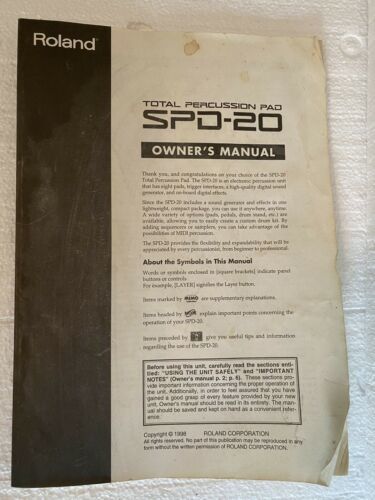 Roland
TOTAL PERCUSSION PAD
SPD-20
OWNER'S MANUAL
Thank you, and congratulations on your choice of the SPD-20
Total Percussion Pad. The SPD-20 is an electronic percussion unit
that has eight pads, trigger interfaces, a high-quality digital sound
generator, and on-board digital effects.
Since the SPD-20 includes a sound generator and effects in one
lightweight, compact package, you can use it anywhere, anytime.
A wide variety of options (pads, pedals, drum stand, etc.) are
available, allowing you to easily create a custom drum kit. By
adding sequencers or samplers, you can take advantage of the
possibilities of MIDI percussion.
The SPD-20 provides the flexibility and expandability that will be
appreciated by every percussionist, from beginner to professional.
About the Symbols in This Manual
Words or symbols enclosed in [square brackets] indicate panel
buttons or controls
For example, [LAYER] signifies the Layer button.
Items marked by MEMO are supplementary explanations.
Items headed by explain important points concerning the
operation of your SPD-20.
Items preceded by give you useful tips and information
regarding the use of the SPD-20.
Before using this unit, carefully read the sections enti-
tled: "USING THE UNIT SAFELY" and "IMPORTANT
NOTES" (Owner's manual p. 2; p. 6). These sections pro-
vide important information concerning the proper operation of
the unit. Additionally, in order to feel assured that you have
gained a good grasp of every feature provided by your new
unit, Owner's manual should be read in its entirety. The man-
ual should be saved and kept on hand as a convenient refer-
ence.
Copyright © 1998 ROLAND CORPORATION
All rights reserved. No part of this publication may be reproduced in any
form without the written permission of ROLAND CORPORATION.